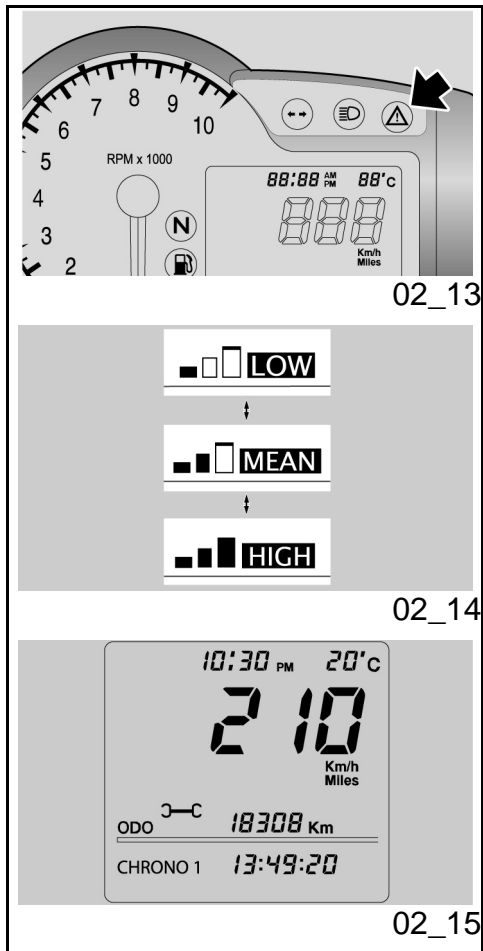 8
7 9
6 10
5 RPM x 1000
4
3
2
N
88:88 AM PM 88°C
888
Km/h
Miles
02_13
LOW
MEAN
HIGH
02_14
10:30 PM 20°C
210
Km/h
Miles
ODO 18308 Km
CHRONO 1 13:49:20
02_15